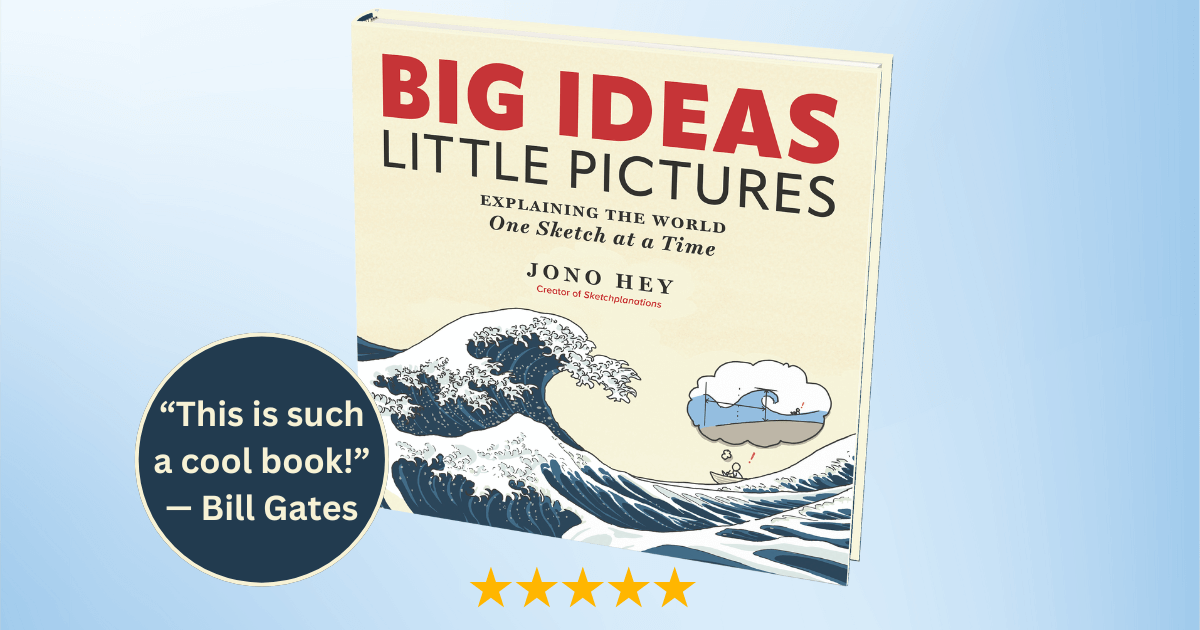 BIG IDEAS
LITTLE PICTURES
EXPLAINING THE WORLD
One Sketch at a Time
JONO HEY
Creator of Sketchplanations
“This is such
a cool book!”
— Bill Gates